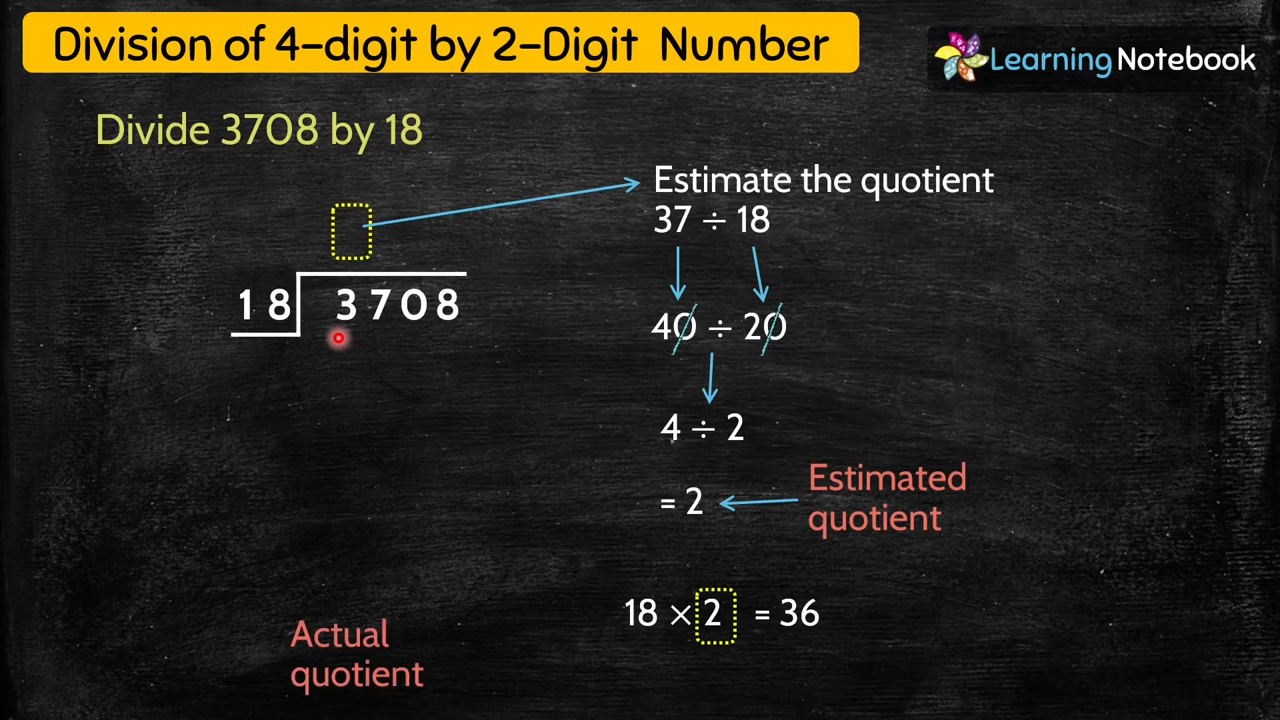 Division of 4-digit by 2-Digit Number
Learning Notebook
Divide 3708 by 18
Estimate the quotient
37 ÷ 18
18 3708
40 ÷ 20
4 ÷ 2
= 2
Estimated
quotient
18 × 2 = 36
Actual
quotient